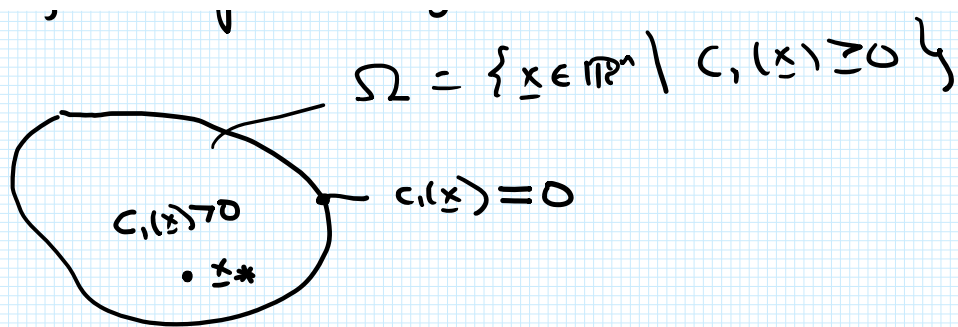 Ω = {x ∈ ℝⁿ | c₁(x) ≥ 0}
c₁(x) = 0
c₁(x) > 0
x*